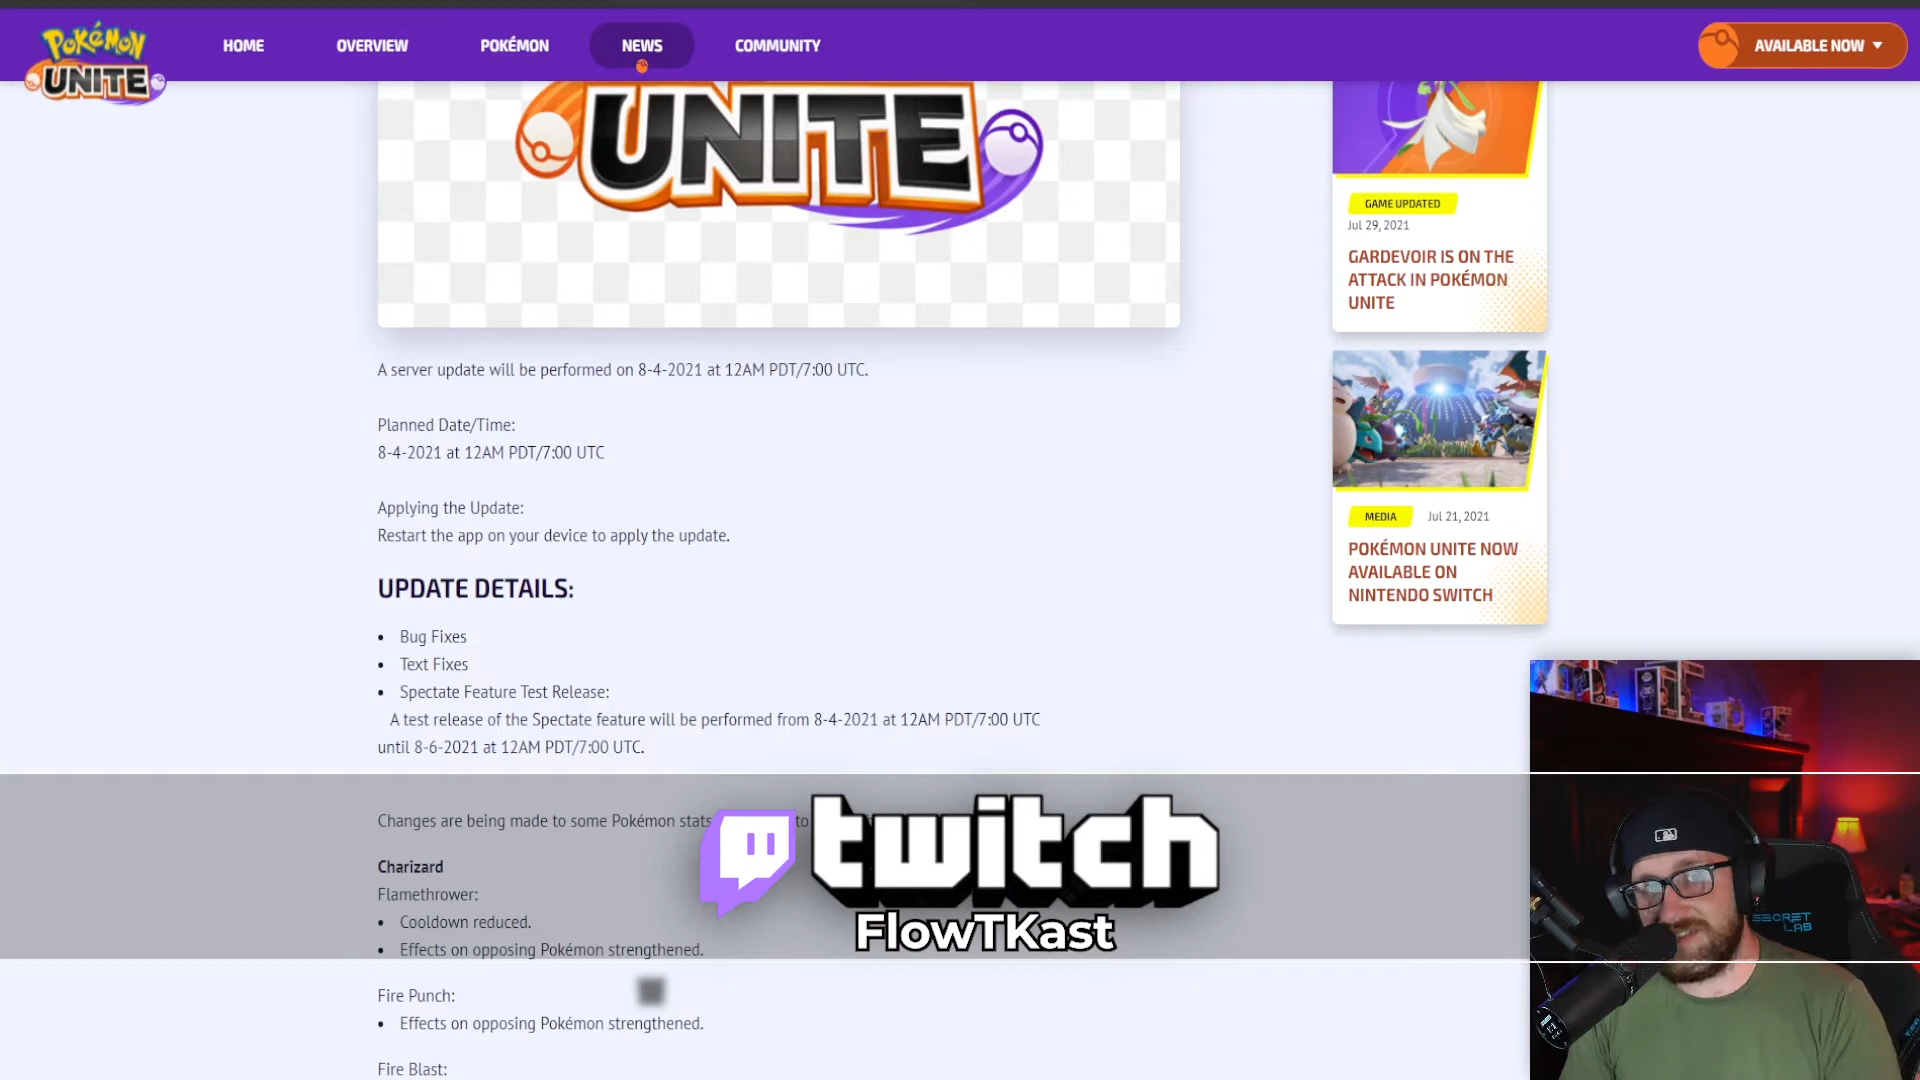 POKÉMON
UNITE
HOME
OVERVIEW
POKÉMON
NEWS
COMMUNITY
AVAILABLE NOW
UNITE
A server update will be performed on 8-4-2021 at 12AM PDT/7:00 UTC.
Planned Date/Time:
8-4-2021 at 12AM PDT/7:00 UTC
Applying the Update:
Restart the app on your device to apply the update.
UPDATE DETAILS:
• Bug Fixes
• Text Fixes
• Spectate Feature Test Release:
A test release of the Spectate feature will be performed from 8-4-2021 at 12AM PDT/7:00 UTC
until 8-6-2021 at 12AM PDT/7:00 UTC.
Changes are being made to some Pokémon stats to
Charizard
Flamethrower:
• Cooldown reduced.
• Effects on opposing Pokémon strengthened.
Fire Punch:
• Effects on opposing Pokémon strengthened.
Fire Blast:
GAME UPDATED
Jul 29, 2021
GARDEVOIR IS ON THE
ATTACK IN POKÉMON
UNITE
MEDIA
Jul 21, 2021
POKÉMON UNITE NOW
AVAILABLE ON
NINTENDO SWITCH
twitch
FlowTKast
SECRET
LAB